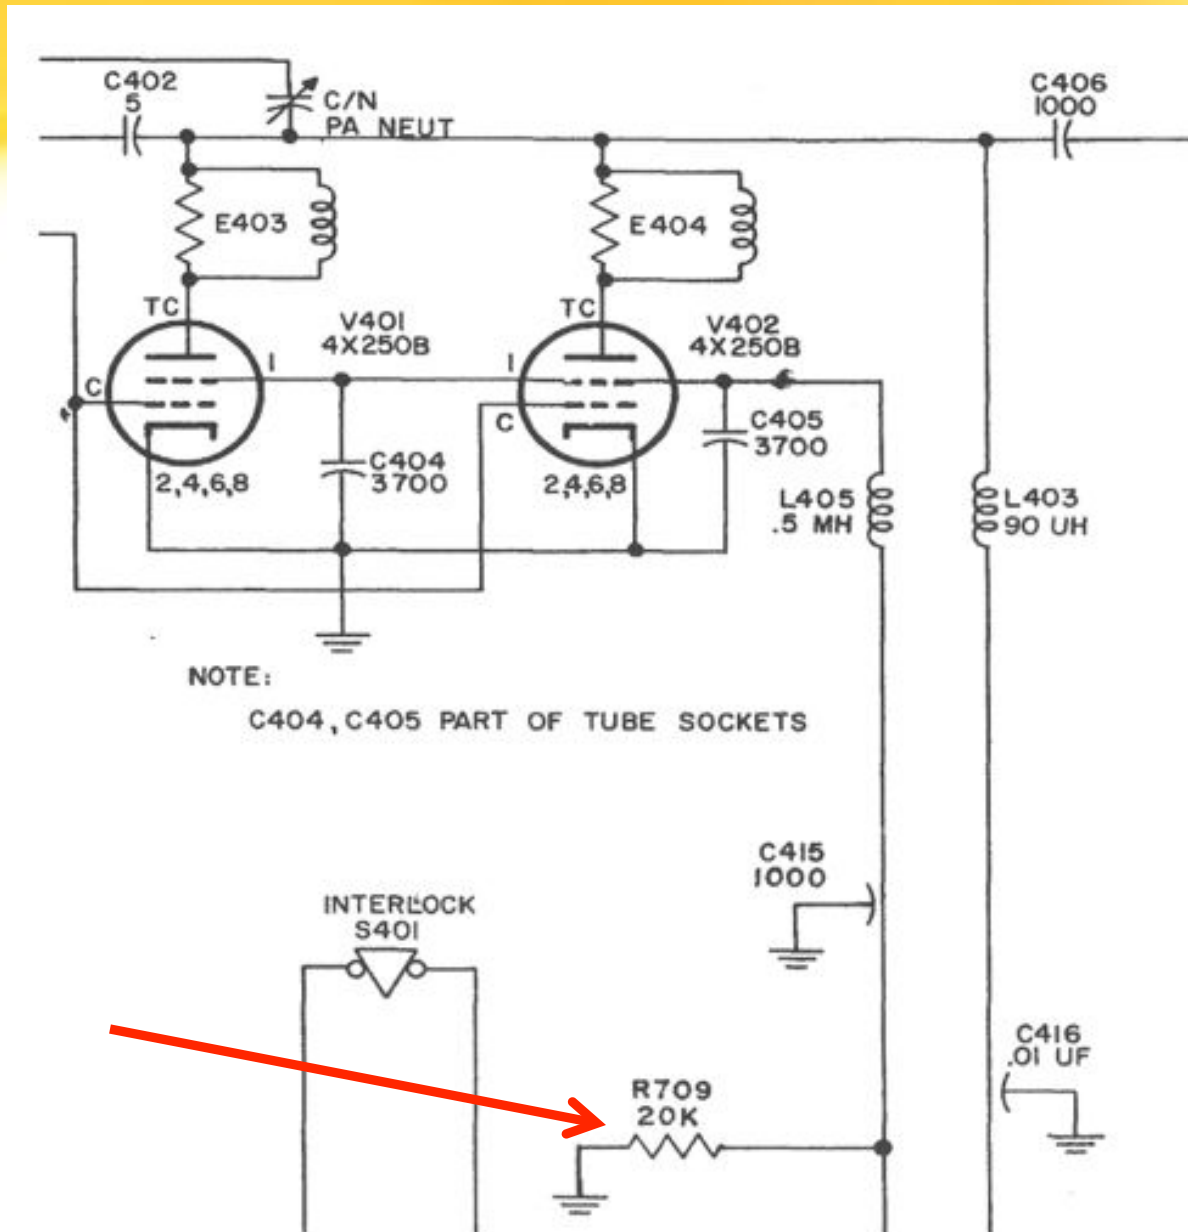 C402
5
C/N
PA NEUT
C406
1000
E403
E404
TC
V401
4X250B
TC
V402
4X250B
C
1
1
C
C405
3700
C404
3700
2,4,6,8
2,4,6,8
L405
.5 MH
L403
90 UH
NOTE:
C404, C405 PART OF TUBE SOCKETS
C415
1000
INTERLOCK
S401
C416
.01 UF
R709
20K